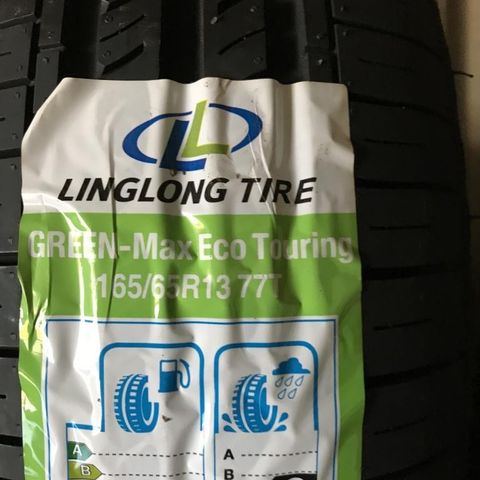 LINGLONG TIRE
GREEN-Max Eco Touring
165/65R13 77T
A
B
A
B